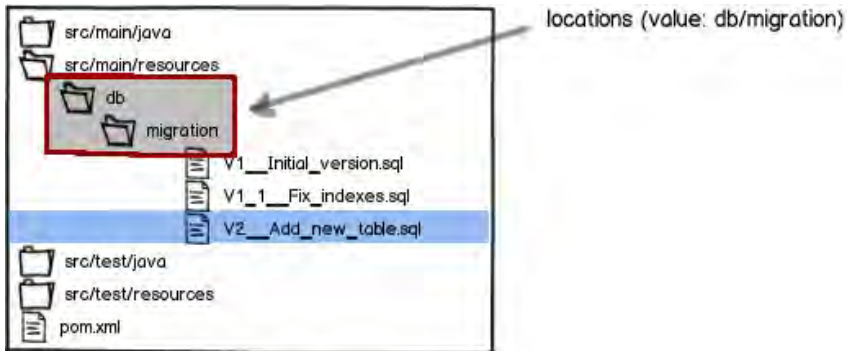 locations (value: db/migration)
src/main/java
src/main/resources
db
migration
V1__Initial_version.sql
V1_1__Fix_indexes.sql
V2__Add_new_table.sql
src/test/java
src/test/resources
pom.xml